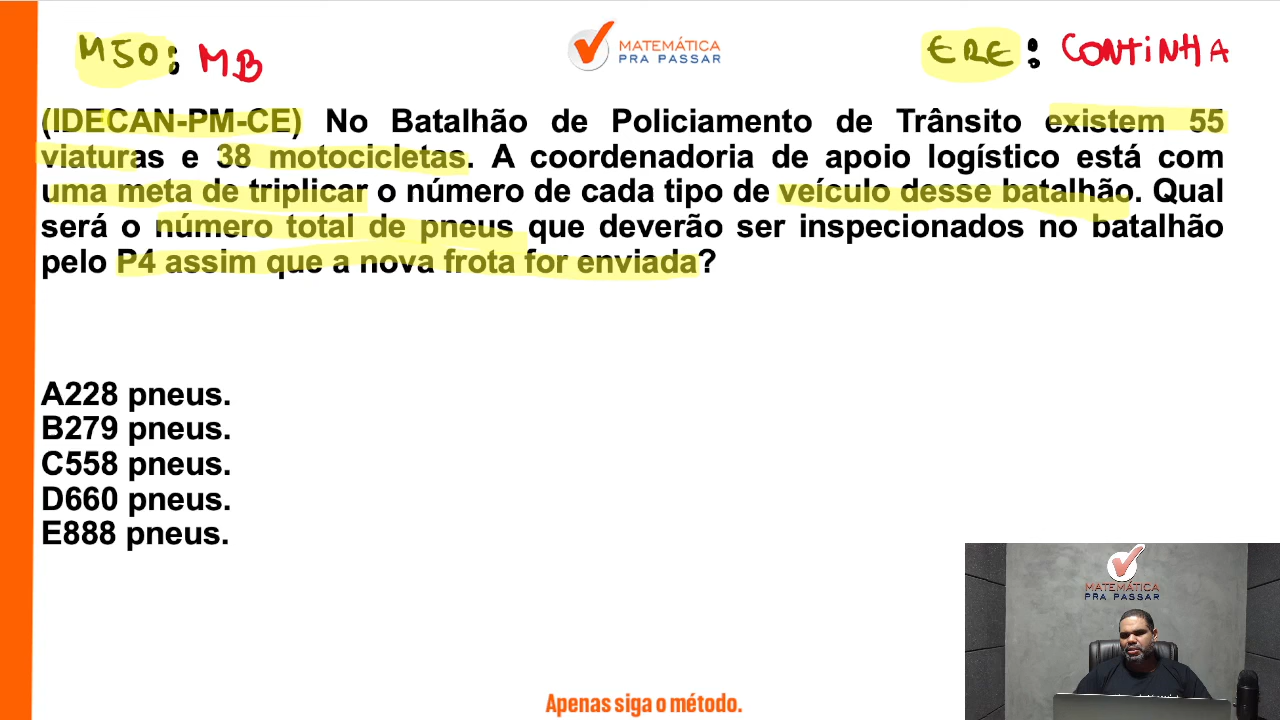 M50: MB
MATEMÁTICA
PRA PASSAR
ERE: CONTINHA
(IDECAN-PM-CE) No Batalhão de Policiamento de Trânsito existem 55
viaturas e 38 motocicletas. A coordenadoria de apoio logístico está com
uma meta de triplicar o número de cada tipo de veículo desse batalhão. Qual
será o número total de pneus que deverão ser inspecionados no batalhão
pelo P4 assim que a nova frota for enviada?
A228 pneus.
B279 pneus.
C558 pneus.
D660 pneus.
E888 pneus.
MATEMÁTICA
PRA PASSAR
Apenas siga o método.